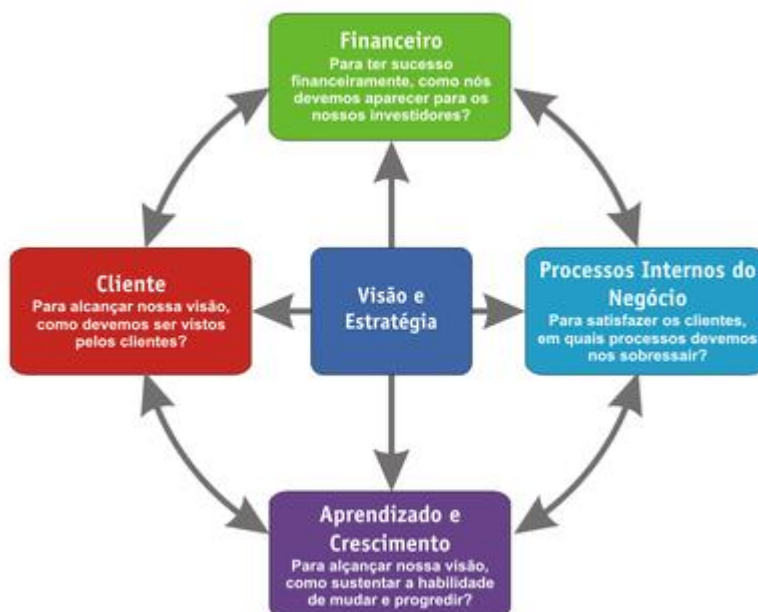 Financeiro
Para ter sucesso
financeiramente, como nós
devemos aparecer para os
nossos investidores?
Cliente
Para alcançar nossa visão,
como devemos ser vistos
pelos clientes?
Visão e
Estratégia
Processos Internos do
Negócio
Para satisfazer os clientes,
em quais processos devemos
nos sobressair?
Aprendizado e
Crescimento
Para alçançar nossa visão,
como sustentar a habilidade
de mudar e progredir?